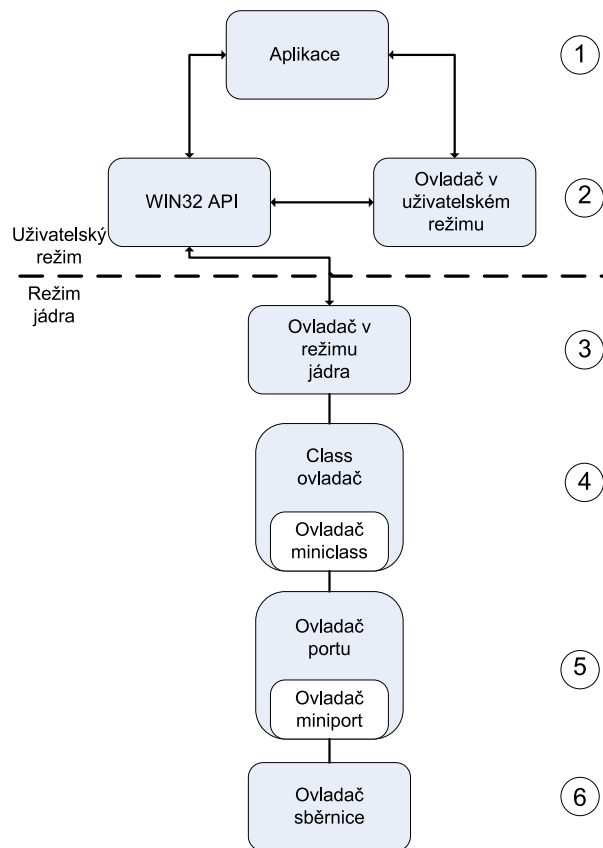 Aplikace
1
WIN32 API
Ovladač v
uživatelském
režimu
2
Uživatelský
režim
Režim
jádra
Ovladač v
režimu
jádra
3
Class
ovladač
4
Ovladač
miniclass
Ovladač
portu
5
Ovladač
miniport
Ovladač
sběrnice
6